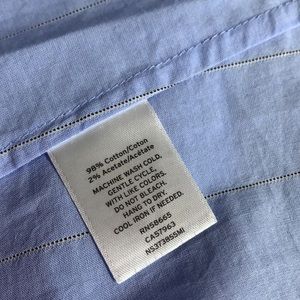 98% Cotton/Coton
2% Acetate/Acétate
MACHINE WASH COLD,
GENTLE CYCLE,
WITH LIKE COLORS.
DO NOT BLEACH.
HANG TO DRY.
COOL IRON IF NEEDED.
RN58665
CA57963
NS373855MI